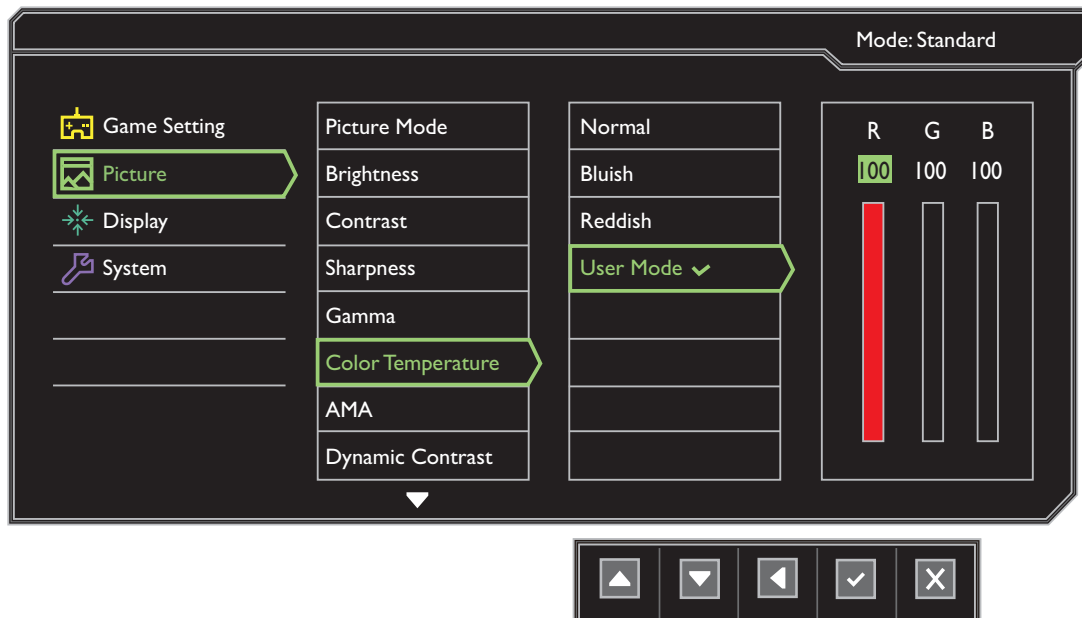 Mode: Standard
Game Setting
Picture
Display
System
Picture Mode
Brightness
Contrast
Sharpness
Gamma
Color Temperature
AMA
Dynamic Contrast
Normal
Bluish
Reddish
User Mode
R G B
100 100 100